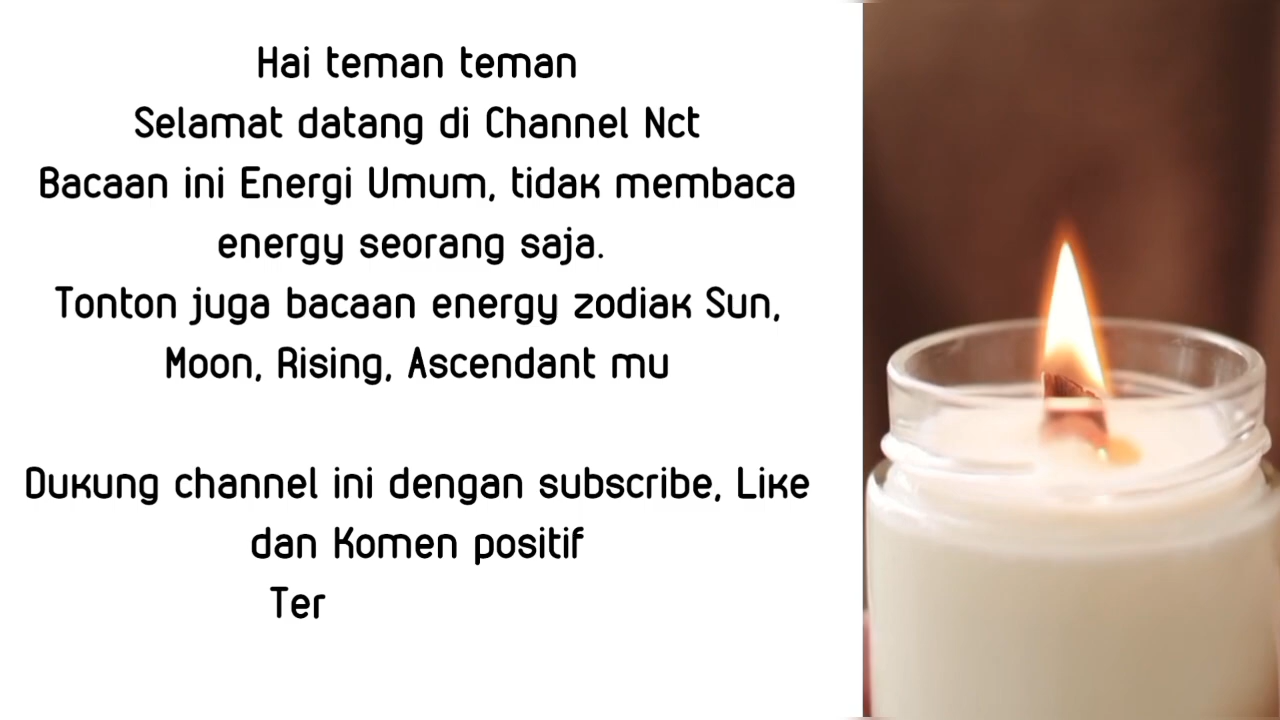 Hai teman teman
Selamat datang di Channel Nct
Bacaan ini Energi Umum, tidak membaca
energy seorang saja.
Tonton juga bacaan energy zodiak Sun,
Moon, Rising, Ascendant mu
Dukung channel ini dengan subscribe, Like
dan Komen positif
Ter